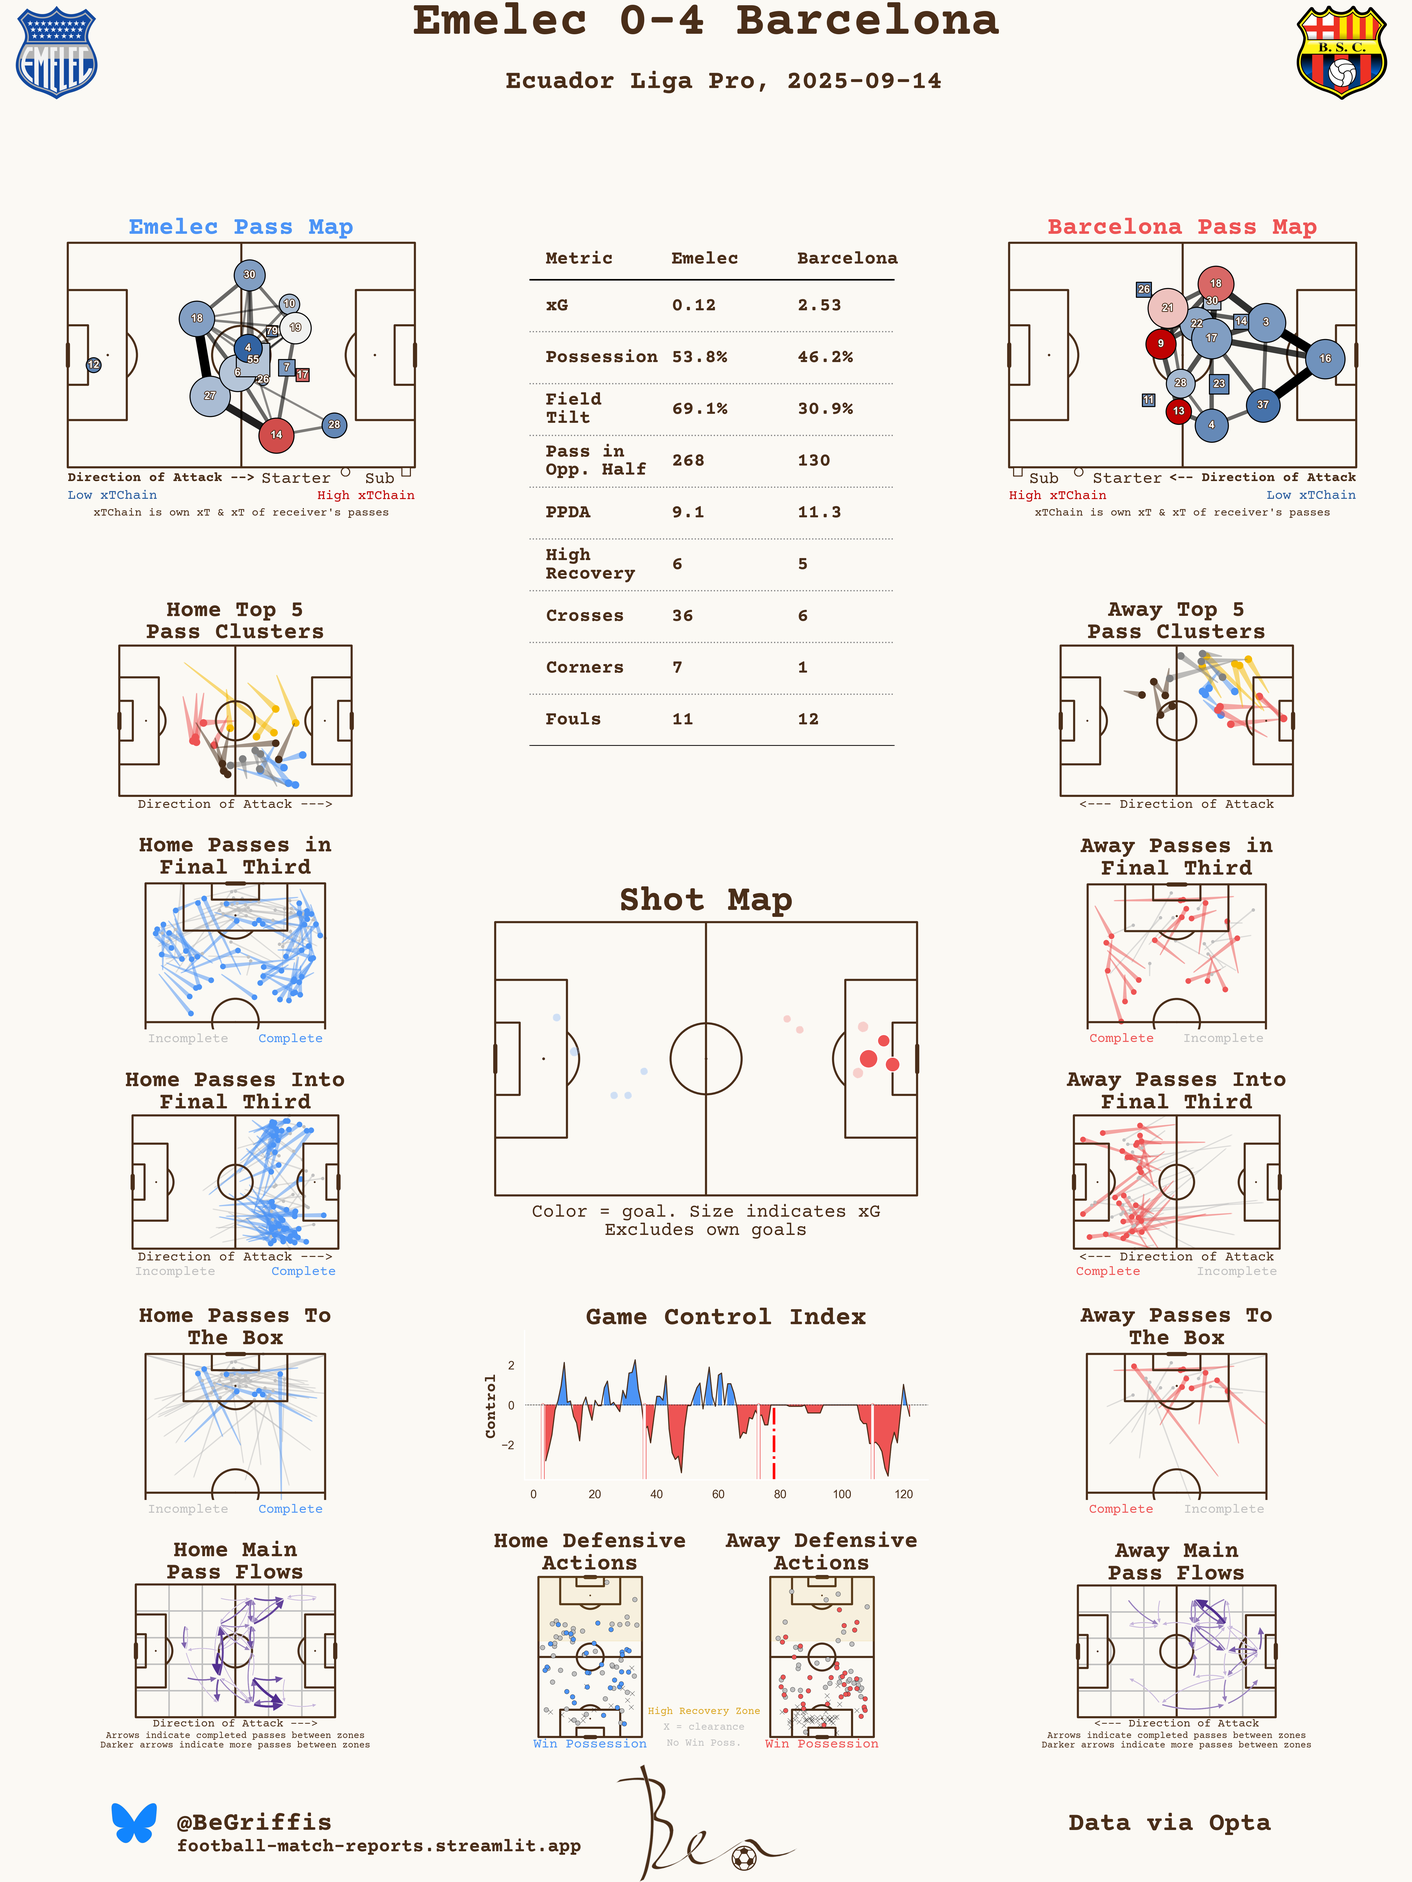 Emelec 0-4 Barcelona
Ecuador Liga Pro, 2025-09-14
EMELEC
B. S. C.
Emelec Pass Map
30
10
18
19
79
4
55
6
7
17
12
26
27
14
28
Direction of Attack --> Starter Sub
Low xTChain High xTChain
xTChain is own xT & xT of receiver's passes
Metric Emelec Barcelona
xG 0.12 2.53
Possession 53.8% 46.2%
Field
Tilt 69.1% 30.9%
Pass in
Opp. Half 268 130
PPDA 9.1 11.3
High
Recovery 6 5
Crosses 36 6
Corners 7 1
Fouls 11 12
Barcelona Pass Map
26
18
30
21
22
14
3
9
17
16
28
23
11
13
37
4
Sub Starter <-- Direction of Attack
High xTChain Low xTChain
xTChain is own xT & xT of receiver's passes
Home Top 5
Pass Clusters
Direction of Attack --->
Away Top 5
Pass Clusters
<--- Direction of Attack
Home Passes in
Final Third
Incomplete Complete
Away Passes in
Final Third
Complete Incomplete
Shot Map
Color = goal. Size indicates xG
Excludes own goals
Home Passes Into
Final Third
Direction of Attack --->
Incomplete Complete
Away Passes Into
Final Third
<--- Direction of Attack
Complete Incomplete
Home Passes To
The Box
Incomplete Complete
Game Control Index
Control
2
0
−2
0 20 40 60 80 100 120
Away Passes To
The Box
Complete Incomplete
Home Main
Pass Flows
Direction of Attack --->
Arrows indicate completed passes between zones
Darker arrows indicate more passes between zones
Home Defensive
Actions
Win Possession
High Recovery Zone
X = clearance
No Win Poss.
Away Defensive
Actions
Win Possession
Away Main
Pass Flows
<--- Direction of Attack
Arrows indicate completed passes between zones
Darker arrows indicate more passes between zones
@BeGriffis
football-match-reports.streamlit.app
Ben
Data via Opta